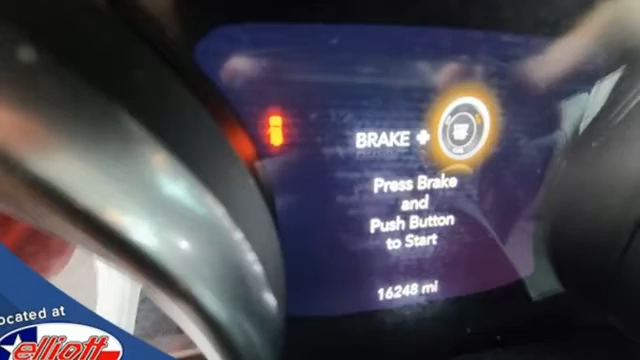 BRAKE +
Press Brake
and
Push Button
to Start
16248 mi
ocated at
elliott